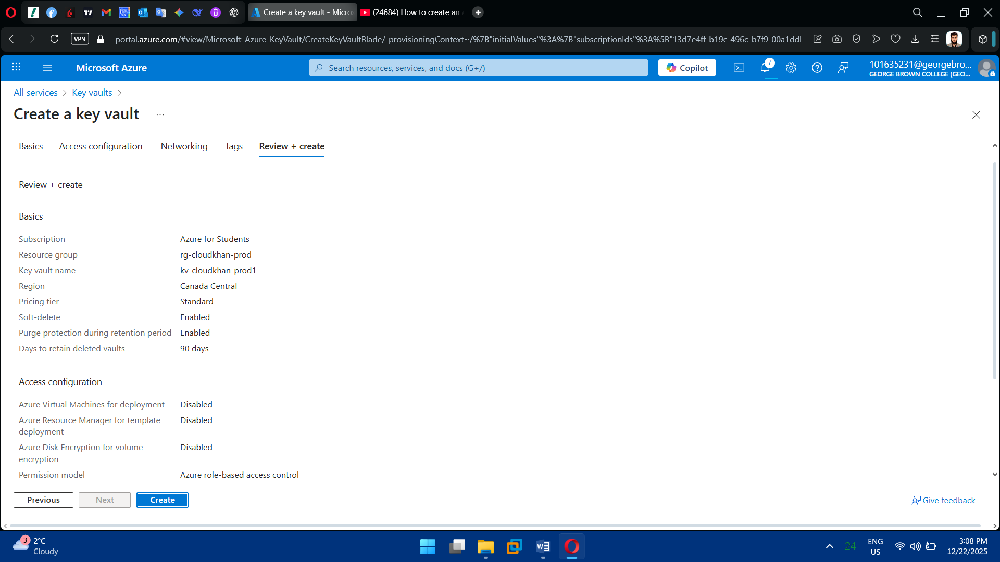 Create a key vault - Micros
(24684) How to create an A
VPN
portal.azure.com/#view/Microsoft_Azure_KeyVault/CreateKeyVaultBlade/_provisioningContext~/%7B"initialValues"%3A%7B"subscriptionIds"%3A%5B"13d7e4ff-b19c-496c-b7f9-00a1dd
Microsoft Azure
Search resources, services, and docs (G+/)
Copilot
7
101635231@georgebro...
GEORGE BROWN COLLEGE (GEO...
All services > Key vaults >
Create a key vault ...
Basics
Access configuration
Networking
Tags
Review + create
Review + create
Basics
Subscription Azure for Students
Resource group rg-cloudkhan-prod
Key vault name kv-cloudkhan-prod1
Region Canada Central
Pricing tier Standard
Soft-delete Enabled
Purge protection during retention period Enabled
Days to retain deleted vaults 90 days
Access configuration
Azure Virtual Machines for deployment Disabled
Azure Resource Manager for template Disabled
deployment
Azure Disk Encryption for volume Disabled
encryption
Permission model Azure role-based access control
Previous
Next
Create
Give feedback
3
2°C
Cloudy
24
ENG
US
3:08 PM
12/22/2025